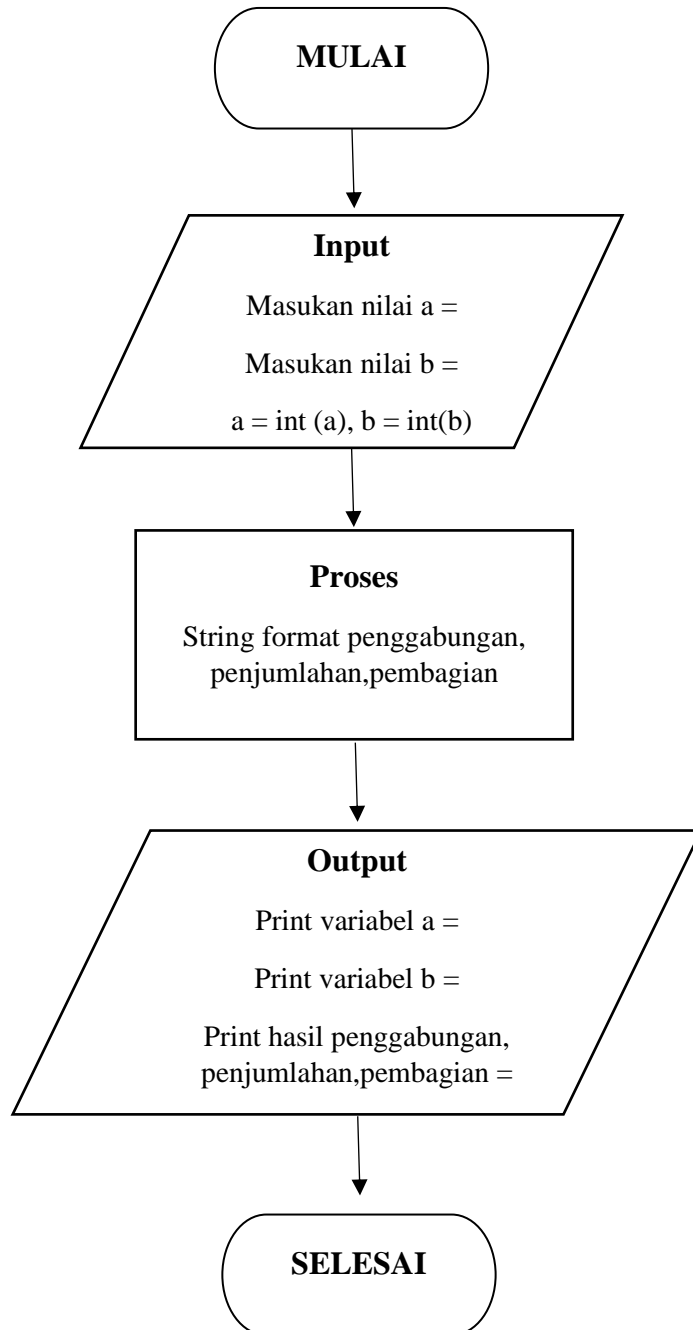 MULAI
Input
Masukan nilai a =
Masukan nilai b =
a = int (a), b = int(b)
Proses
String format penggabungan,
penjumlahan,pembagian
Output
Print variabel a =
Print variabel b =
Print hasil penggabungan,
penjumlahan,pembagian =
SELESAI